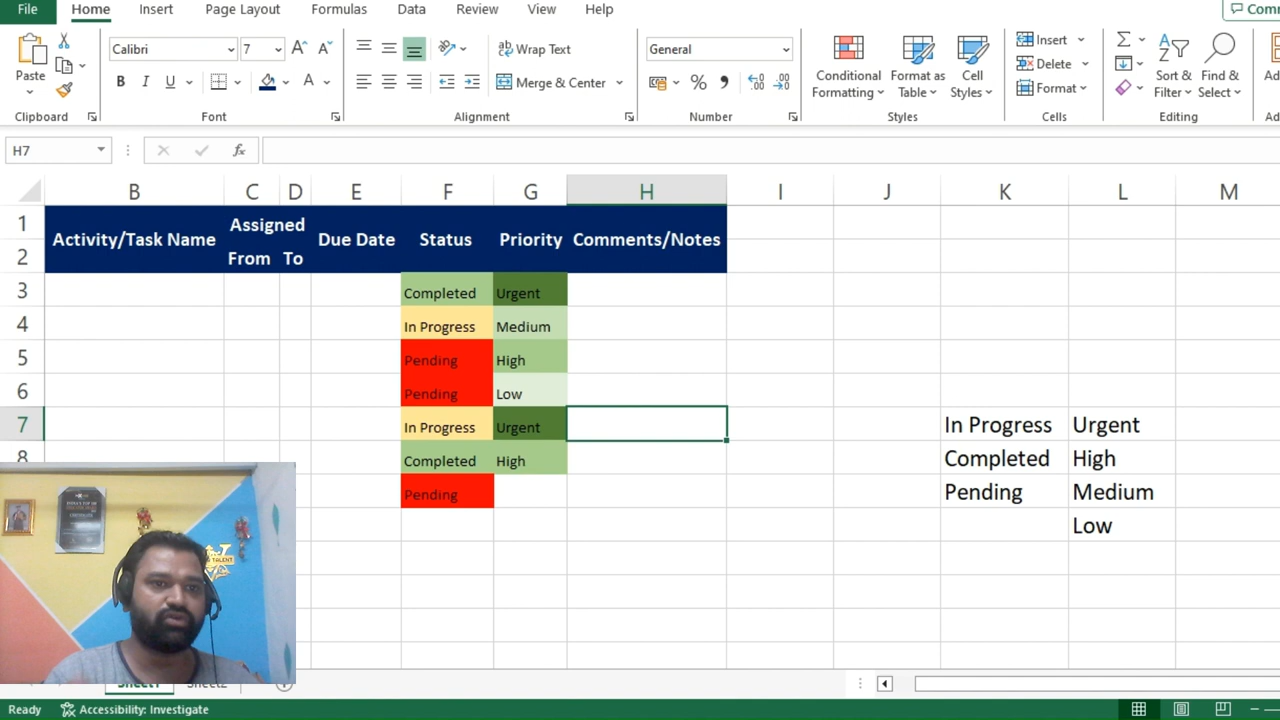 File Home Insert Page Layout Formulas Data Review View Help
Calibri 7 Wrap Text General Insert
Paste Merge & Center Conditional Formatting Format as Table Cell Styles Delete Sort & Filter Find & Select
Format
Clipboard Font Alignment Number Styles Cells Editing
H7
B C D E F G H I J K L M
1 Activity/Task Name Assigned Due Date Status Priority Comments/Notes
2 From To
3 Completed Urgent
4 In Progress Medium
5 Pending High
6 Pending Low
7 In Progress Urgent In Progress Urgent
8 Completed High Completed High
Pending Pending Medium
Low
Ready Accessibility: Investigate